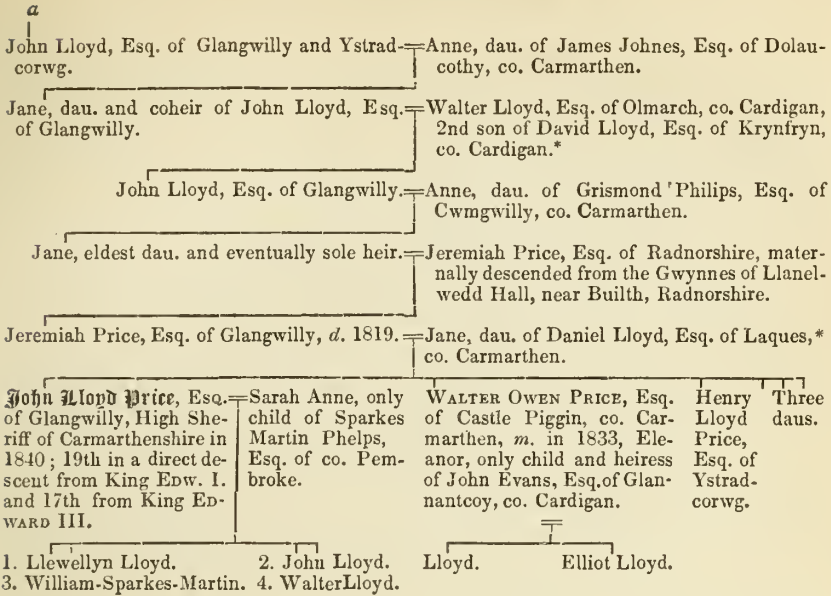 a
John Lloyd, Esq. of Glangwilly and Ystrad-
corwg.
Anne, dau. of James Johnes, Esq. of Dolau-
cothy, co. Carmarthen.
Jane, dau. and coheir of John Lloyd, Esq.
of Glangwilly.
Walter Lloyd, Esq. of Olmarch, co. Cardigan,
2nd son of David Lloyd, Esq. of Krynfryn,
co. Cardigan.*
John Lloyd, Esq. of Glangwilly.
Anne, dau. of Grismond Philips, Esq. of
Cwmgwilly, co. Carmarthen.
Jane, eldest dau. and eventually sole heir.
Jeremiah Price, Esq. of Radnorshire, mater-
nally descended from the Gwynnes of Llanel-
wedd Hall, near Builth, Radnorshire.
Jeremiah Price, Esq. of Glangwilly, d. 1819.
Jane, dau. of Daniel Lloyd, Esq. of Laques,*
co. Carmarthen.
John Lloyd Price, Esq.
of Glangwilly, High She-
riff of Carmarthenshire in
1840; 19th in a direct de-
scent from King Edw. I.
and 17th from King Ed-
ward III.
Sarah Anne, only
child of Sparkes
Martin Phelps,
Esq. of co. Pem-
broke.
Walter Owen Price, Esq.
of Castle Piggin, co. Car-
marthen, m. in 1833, Ele-
anor, only child and heiress
of John Evans, Esq. of Glan-
nantcoy, co. Cardigan.
Henry
Lloyd
Price,
Esq. of
Ystrad-
corwg.
Three
daus.
1. Llewellyn Lloyd. 2. John Lloyd.
3. William-Sparkes-Martin. 4. Walter Lloyd.
Lloyd. Elliot Lloyd.